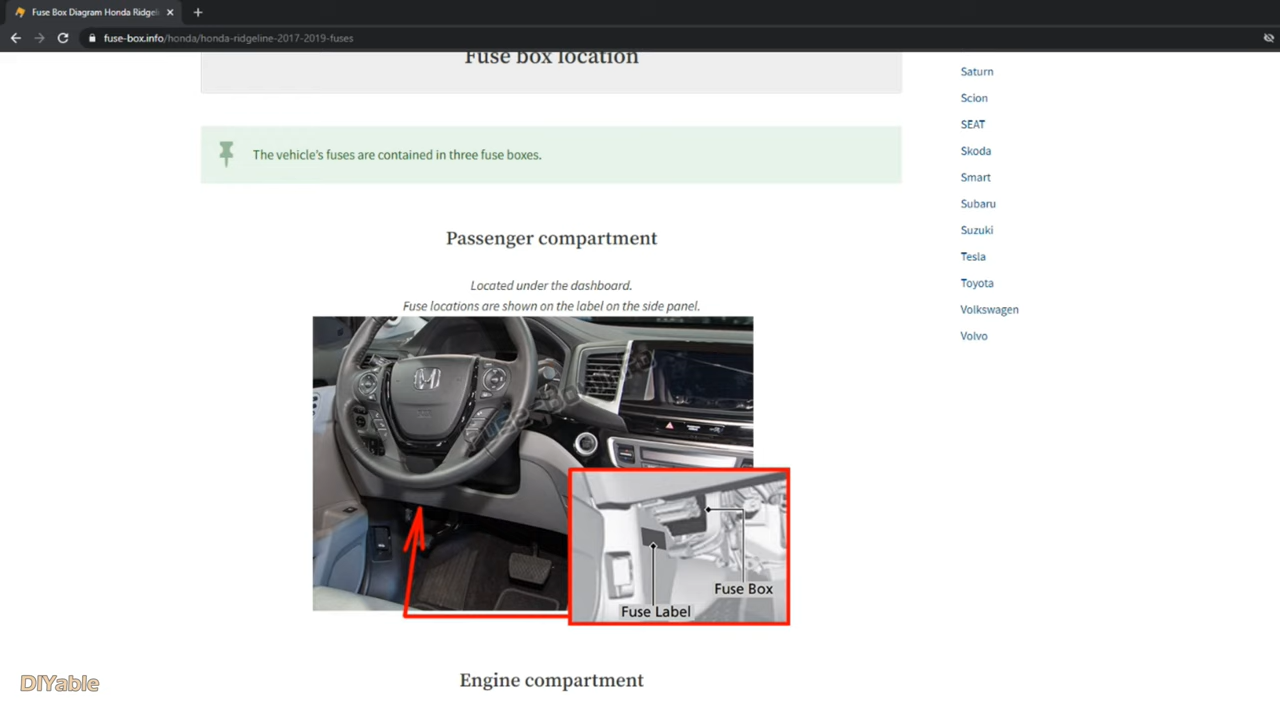 Fuse Box Diagram Honda Ridgeli
fuse-box.info/honda/honda-ridgeline-2017-2019-fuses
Fuse box location
The vehicle's fuses are contained in three fuse boxes.
Passenger compartment
Located under the dashboard.
Fuse locations are shown on the label on the side panel.
Fuse Box
Fuse Label
Engine compartment
Saturn
Scion
SEAT
Skoda
Smart
Subaru
Suzuki
Tesla
Toyota
Volkswagen
Volvo
DIYable